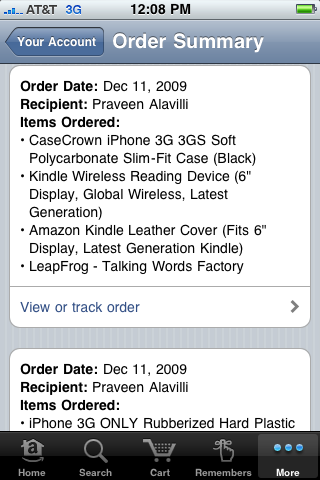 AT&T 3G 12:08 PM
Your Account
Order Summary
Order Date: Dec 11, 2009
Recipient: Praveen Alavilli
Items Ordered:
• CaseCrown iPhone 3G 3GS Soft
Polycarbonate Slim-Fit Case (Black)
• Kindle Wireless Reading Device (6"
Display, Global Wireless, Latest
Generation)
• Amazon Kindle Leather Cover (Fits 6"
Display, Latest Generation Kindle)
• LeapFrog - Talking Words Factory
View or track order
Order Date: Dec 11, 2009
Recipient: Praveen Alavilli
Items Ordered:
• iPhone 3G ONLY Rubberized Hard Plastic
Home Search Cart Remembers More